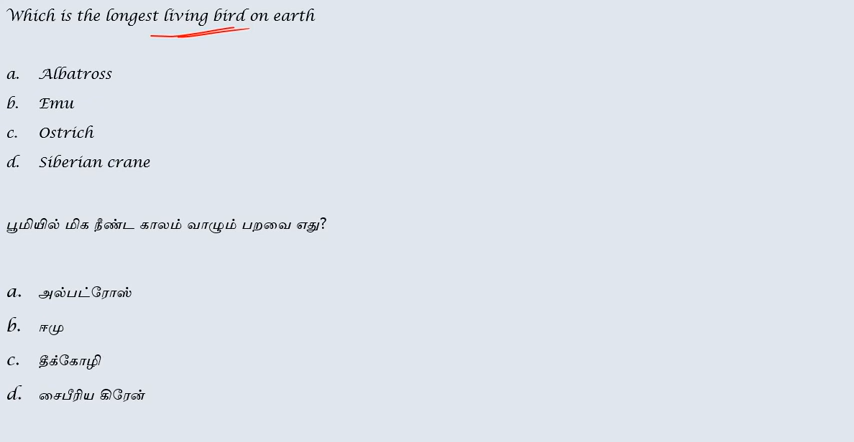 Which is the longest living bird on earth
a. Albatross
b. Emu
c. Ostrich
d. Siberian crane
பூமியில் மிக நீண்ட காலம் வாழும் பறவை எது?
a. அல்பட்ரோஸ்
b. ஈமு
c. தீக்கோழி
d. சைபீரிய கிரேன்